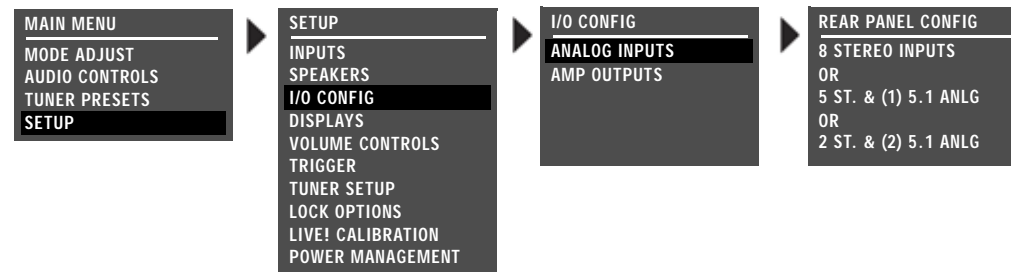 MAIN MENU
MODE ADJUST
AUDIO CONTROLS
TUNER PRESETS
SETUP
SETUP
INPUTS
SPEAKERS
I/O CONFIG
DISPLAYS
VOLUME CONTROLS
TRIGGER
TUNER SETUP
LOCK OPTIONS
LIVE! CALIBRATION
POWER MANAGEMENT
I/O CONFIG
ANALOG INPUTS
AMP OUTPUTS
REAR PANEL CONFIG
8 STEREO INPUTS
OR
5 ST. & (1) 5.1 ANLG
OR
2 ST. & (2) 5.1 ANLG